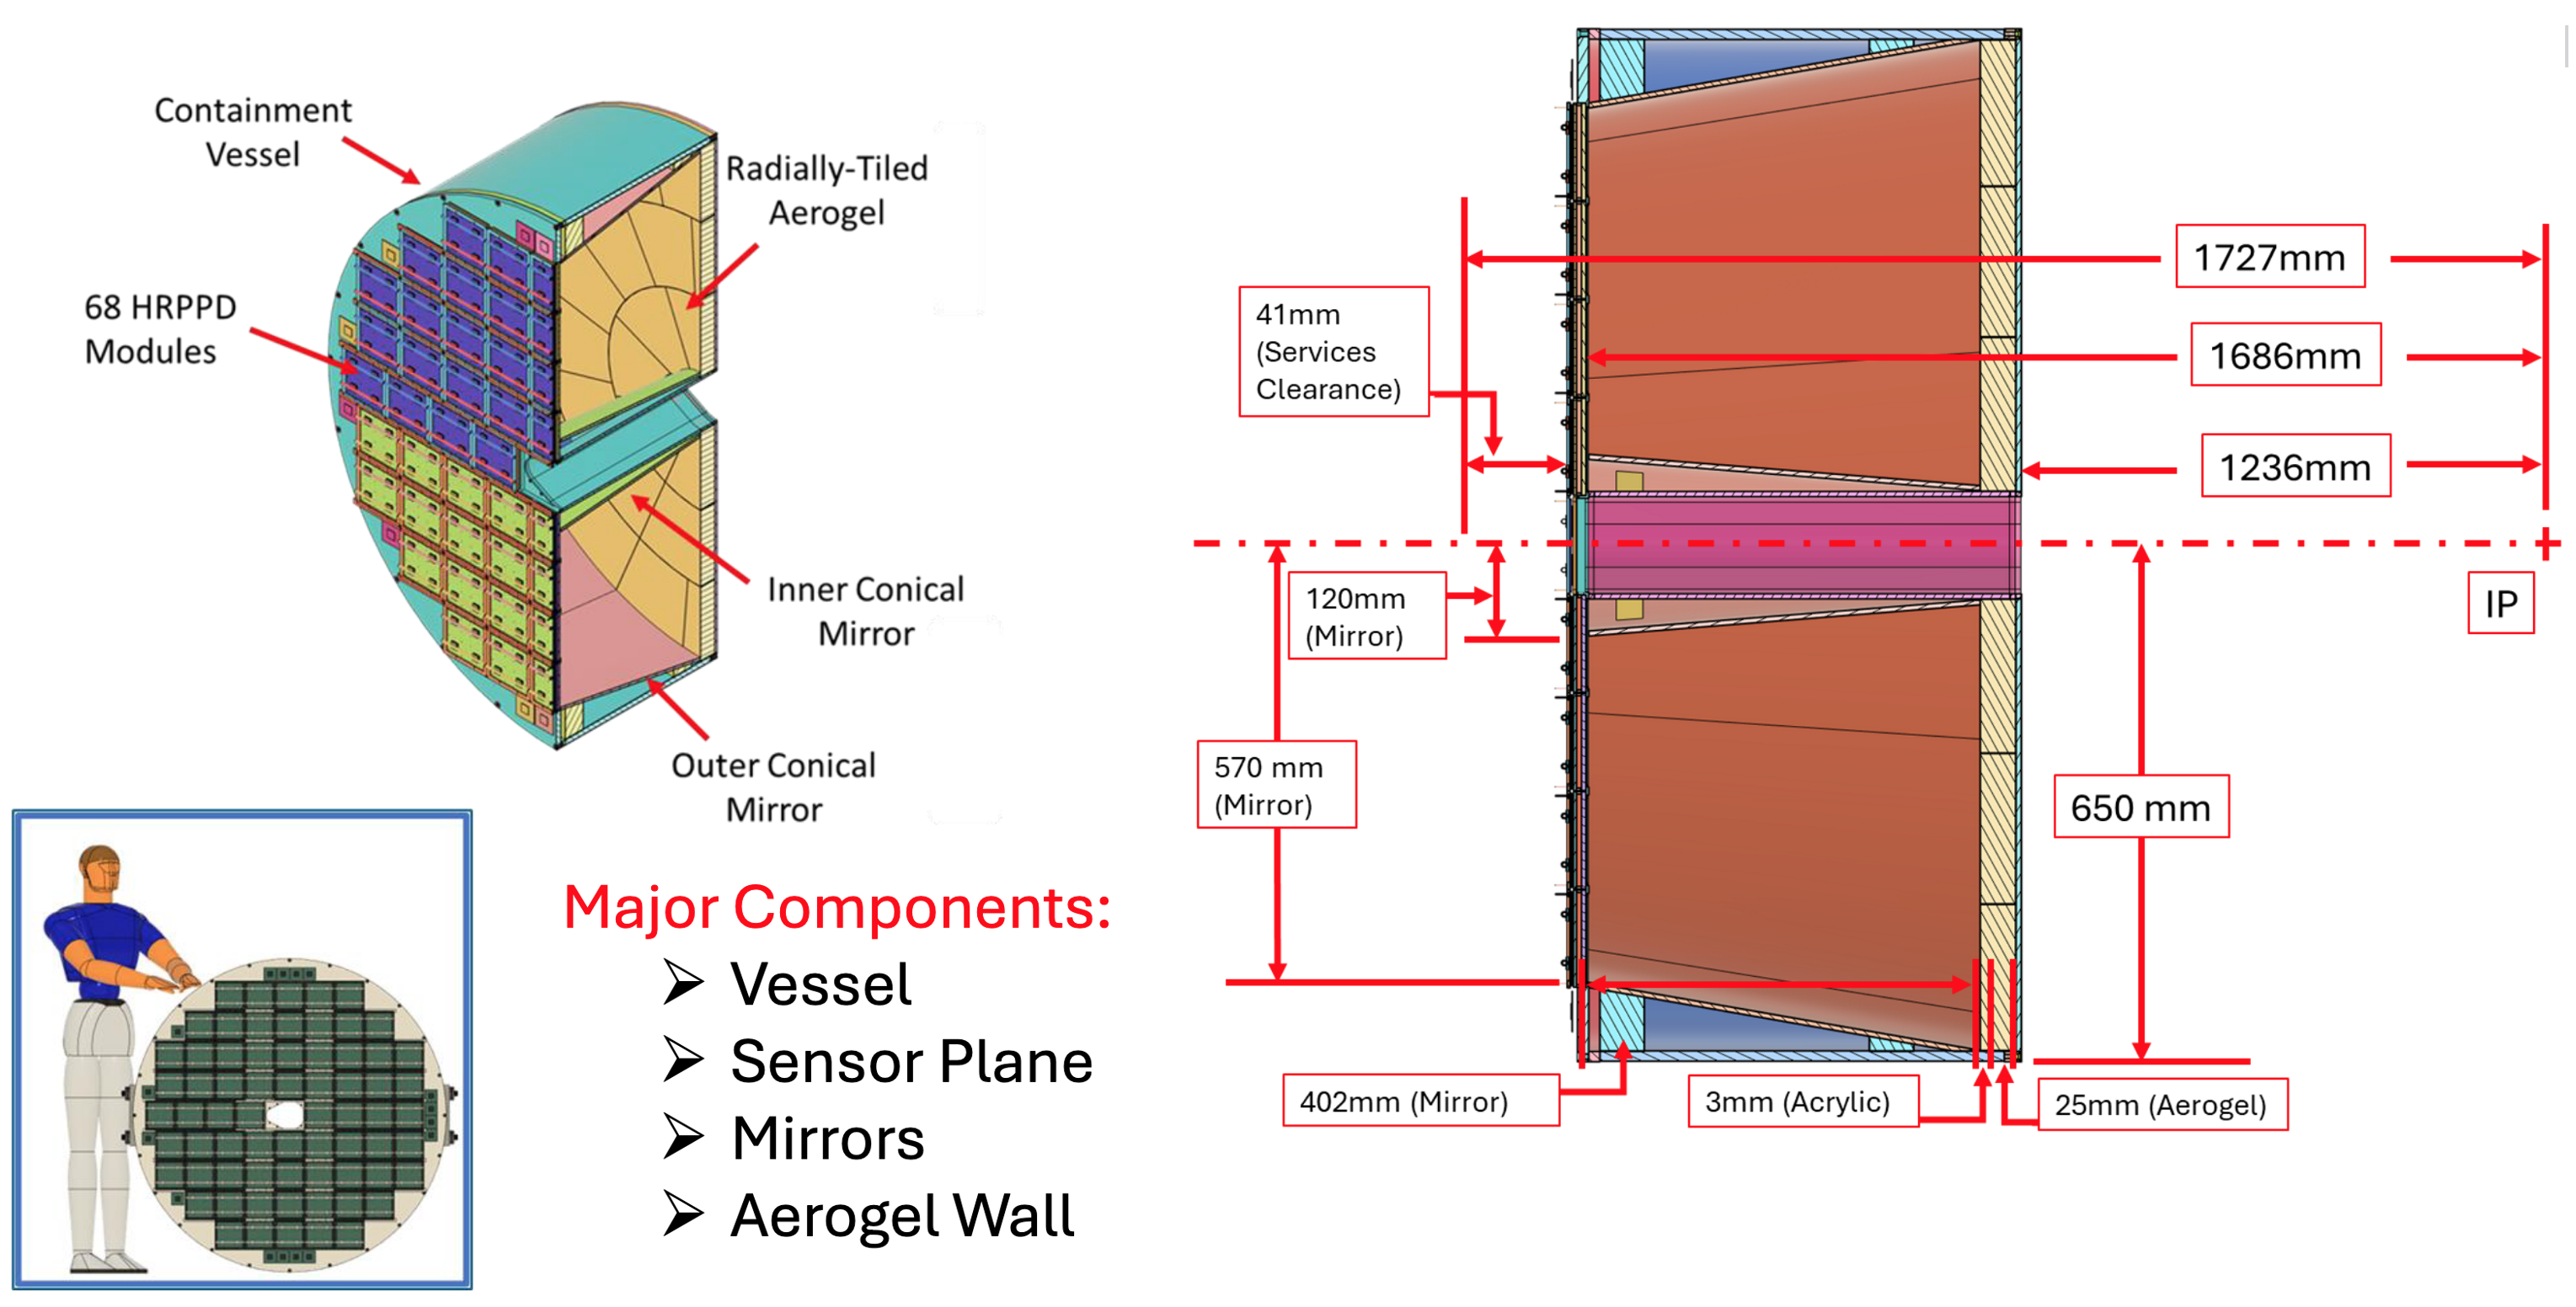 Containment
Vessel
Radially-Tiled
Aerogel
68 HRPPD
Modules
Inner Conical
Mirror
Outer Conical
Mirror
Major Components:
➢ Vessel
➢ Sensor Plane
➢ Mirrors
➢ Aerogel Wall
1727mm
41mm
(Services
Clearance)
1686mm
1236mm
IP
120mm
(Mirror)
570 mm
(Mirror)
650 mm
402mm (Mirror)
3mm (Acrylic)
25mm (Aerogel)